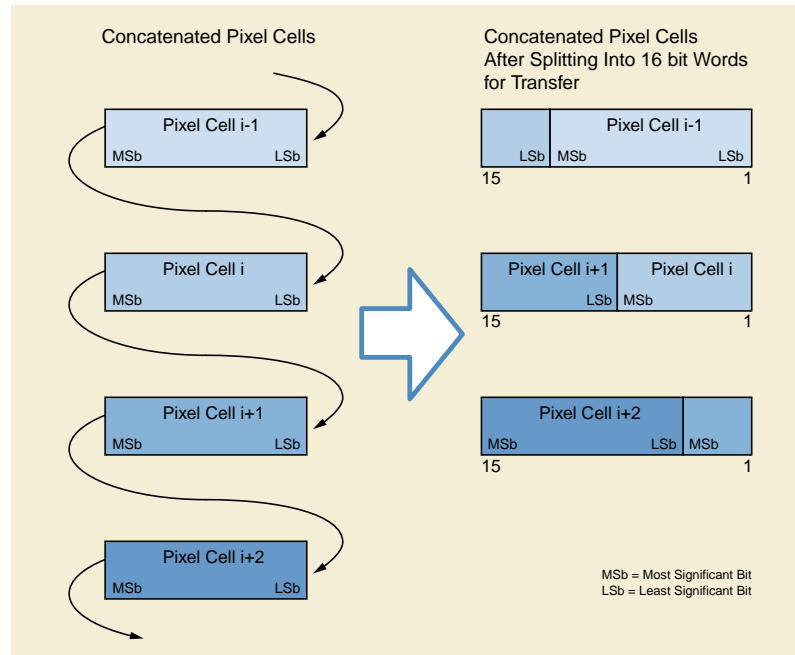 Concatenated Pixel Cells
Pixel Cell i-1
MSb LSb
Pixel Cell i
MSb LSb
Pixel Cell i+1
MSb LSb
Pixel Cell i+2
MSb LSb
Concatenated Pixel Cells
After Splitting Into 16 bit Words
for Transfer
Pixel Cell i-1
LSb MSb LSb
15 1
Pixel Cell i+1 Pixel Cell i
LSb MSb
15 1
Pixel Cell i+2
MSb LSb MSb
15 1
MSb = Most Significant Bit
LSb = Least Significant Bit